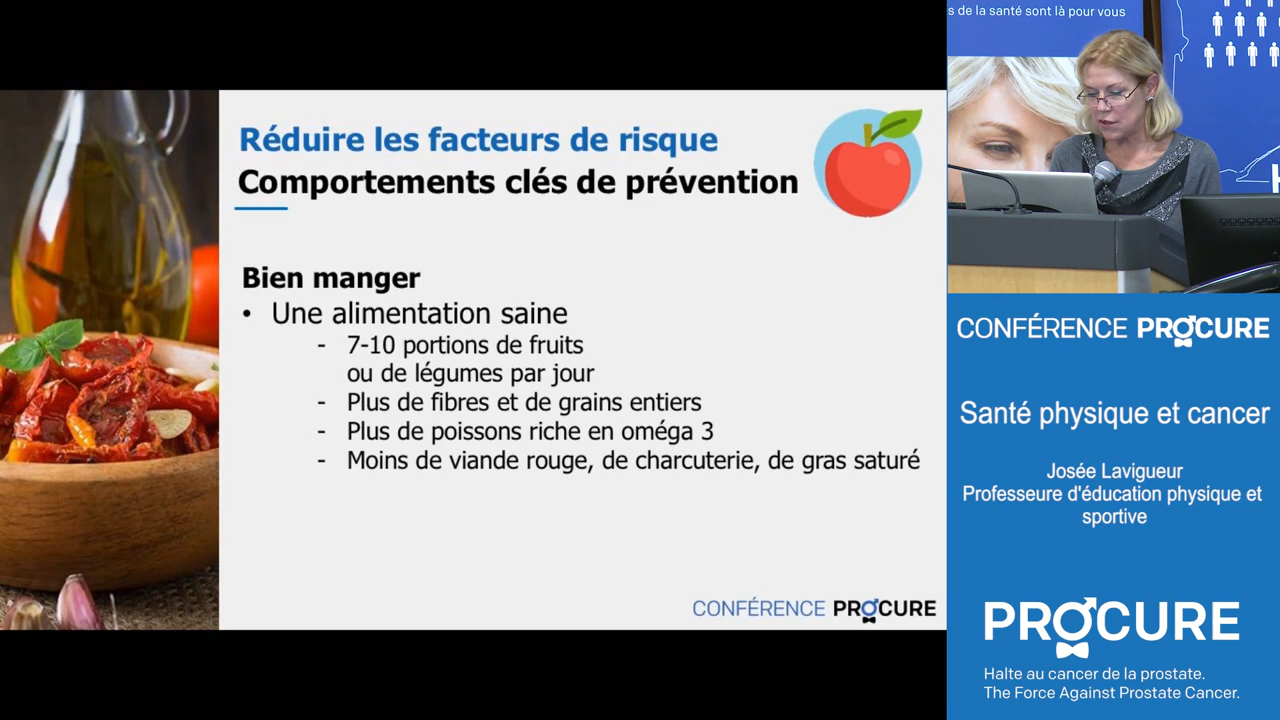 Réduire les facteurs de risque
Comportements clés de prévention
Bien manger
• Une alimentation saine
- 7-10 portions de fruits
ou de légumes par jour
- Plus de fibres et de grains entiers
- Plus de poissons riche en oméga 3
- Moins de viande rouge, de charcuterie, de gras saturé
CONFÉRENCE PROCURE
s de la santé sont là pour vous
CONFÉRENCE PROCURE
Santé physique et cancer
Josée Lavigueur
Professeure d'éducation physique et
sportive
PROCURE
Halte au cancer de la prostate.
The Force Against Prostate Cancer.